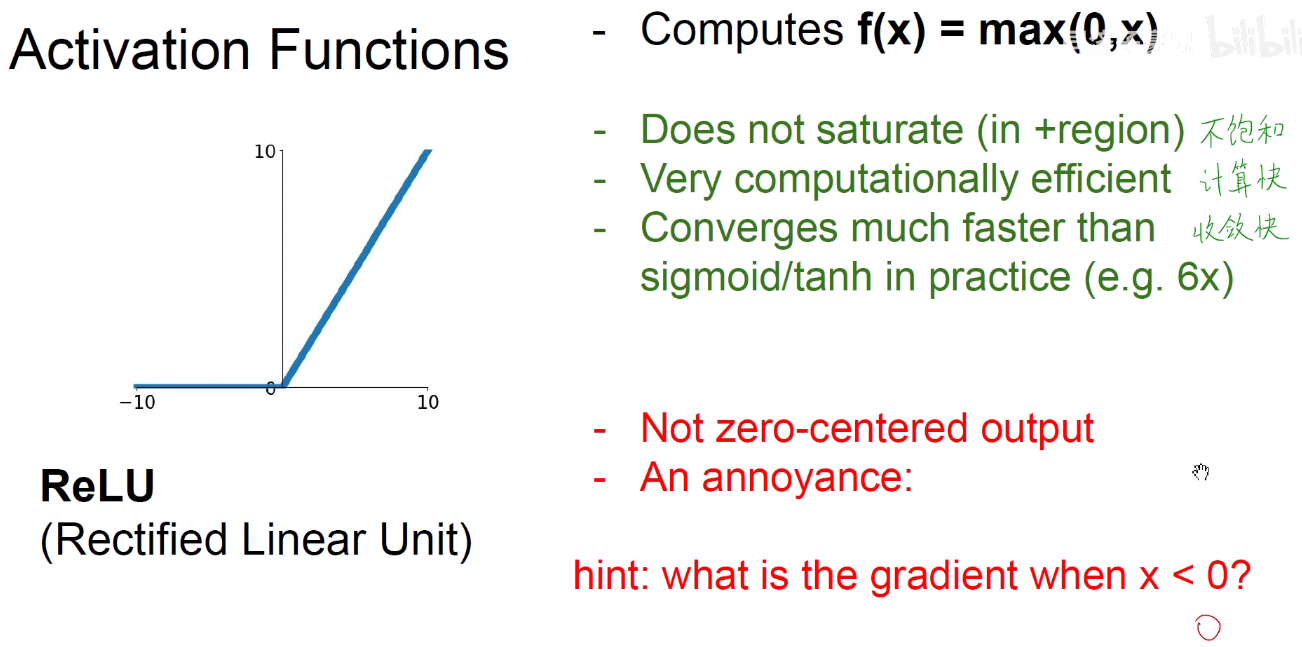 Activation Functions
10
0
−10
10
ReLU
(Rectified Linear Unit)
- Computes f(x) = max(0,x)
bilibili
- Does not saturate (in +region) 不饱和
- Very computationally efficient 计算快
- Converges much faster than 收敛快
sigmoid/tanh in practice (e.g. 6x)
- Not zero-centered output
- An annoyance:
hint: what is the gradient when x < 0?
0